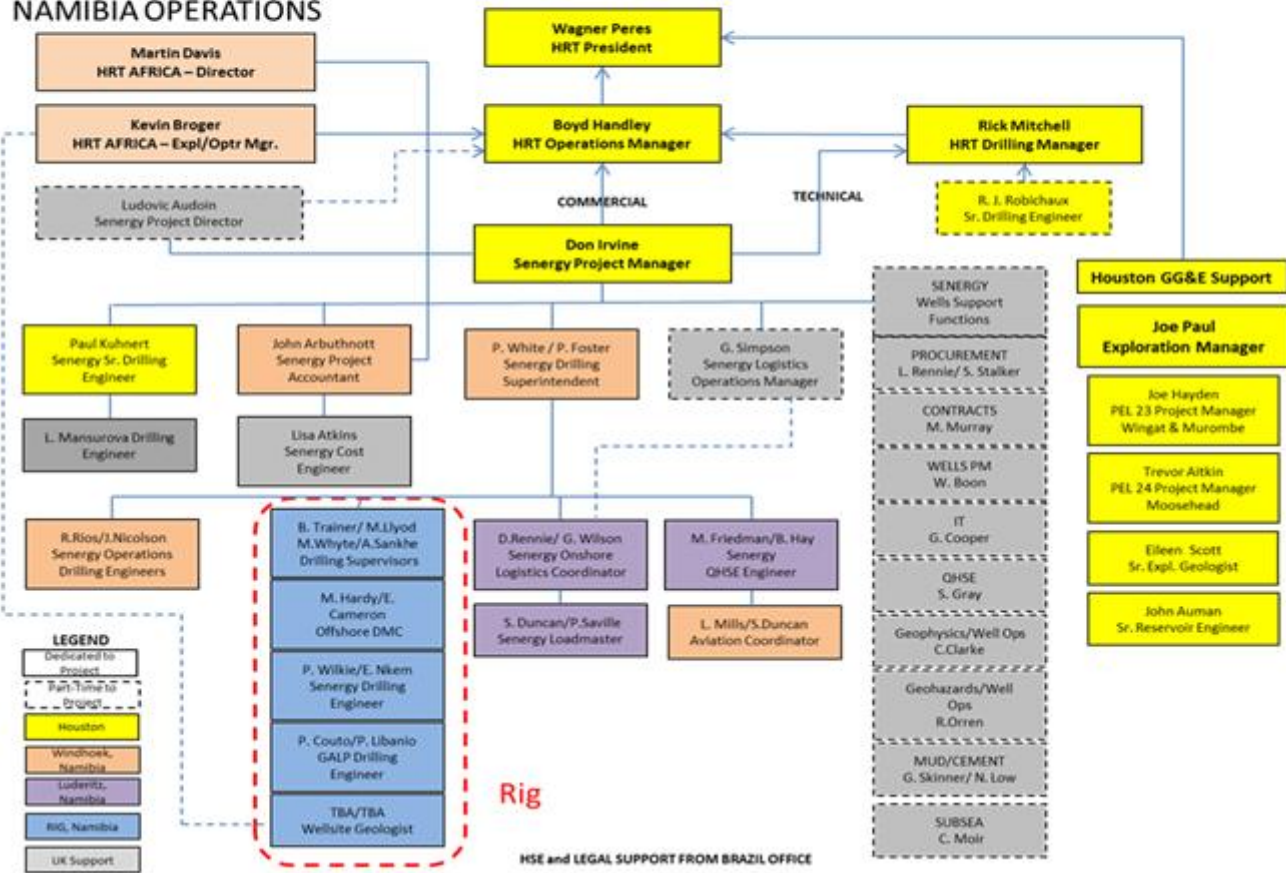 NAMIBIA OPERATIONS
Martin Davis
HRT AFRICA – Director
Wagner Peres
HRT President
Kevin Broger
HRT AFRICA – Expl/Optr Mgr.
Boyd Handley
HRT Operations Manager
Rick Mitchell
HRT Drilling Manager
Ludovic Audoin
Senergy Project Director
COMMERCIAL
TECHNICAL
R. J. Robichaux
Sr. Drilling Engineer
Don Irvine
Senergy Project Manager
Houston GG&E Support
Joe Paul
Exploration Manager
Joe Hayden
PEL 23 Project Manager
Wingat & Murombe
Trevor Aitkin
PEL 24 Project Manager
Moosehead
Eileen Scott
Sr. Expl. Geologist
John Auman
Sr. Reservoir Engineer
SENERGY
Wells Support
Functions
PROCUREMENT
L. Rennie/ S. Stalker
CONTRACTS
M. Murray
WELLS PM
W. Boon
IT
G. Cooper
QHSE
S. Gray
Geophysics/Well Ops
C.Clarke
Geohazards/Well
Ops
R.Orren
MUD/CEMENT
G. Skinner/ N. Low
SUBSEA
C. Moir
Paul Kuhnert
Senergy Sr. Drilling
Engineer
John Arbuthnott
Senergy Project
Accountant
P. White / P. Foster
Senergy Drilling
Superintendent
G. Simpson
Senergy Logistics
Operations Manager
L. Mansurova Drilling
Engineer
Lisa Atkins
Senergy Cost
Engineer
R.Rios/J.Nicolson
Senergy Operations
Drilling Engineers
B. Trainer/ M.Llyod
M.Whyte/A.Sankhe
Drilling Supervisors
M. Hardy/E.
Cameron
Offshore DMC
P. Wilkie/E. Nkem
Senergy Drilling
Engineer
P. Couto/P. Libanio
GALP Drilling
Engineer
TBA/TBA
Wellsite Geologist
D.Rennie/ G. Wilson
Senergy Onshore
Logistics Coordinator
S. Duncan/P.Saville
Senergy Loadmaster
M. Friedman/B. Hay
Senergy
QHSE Engineer
L. Mills/S.Duncan
Aviation Coordinator
Rig
LEGEND
Dedicated to
Project
Part-Time to
Project
Houston
Windhoek,
Namibia
Luderitz,
Namibia
RIG, Namibia
UK Support
HSE and LEGAL SUPPORT FROM BRAZIL OFFICE